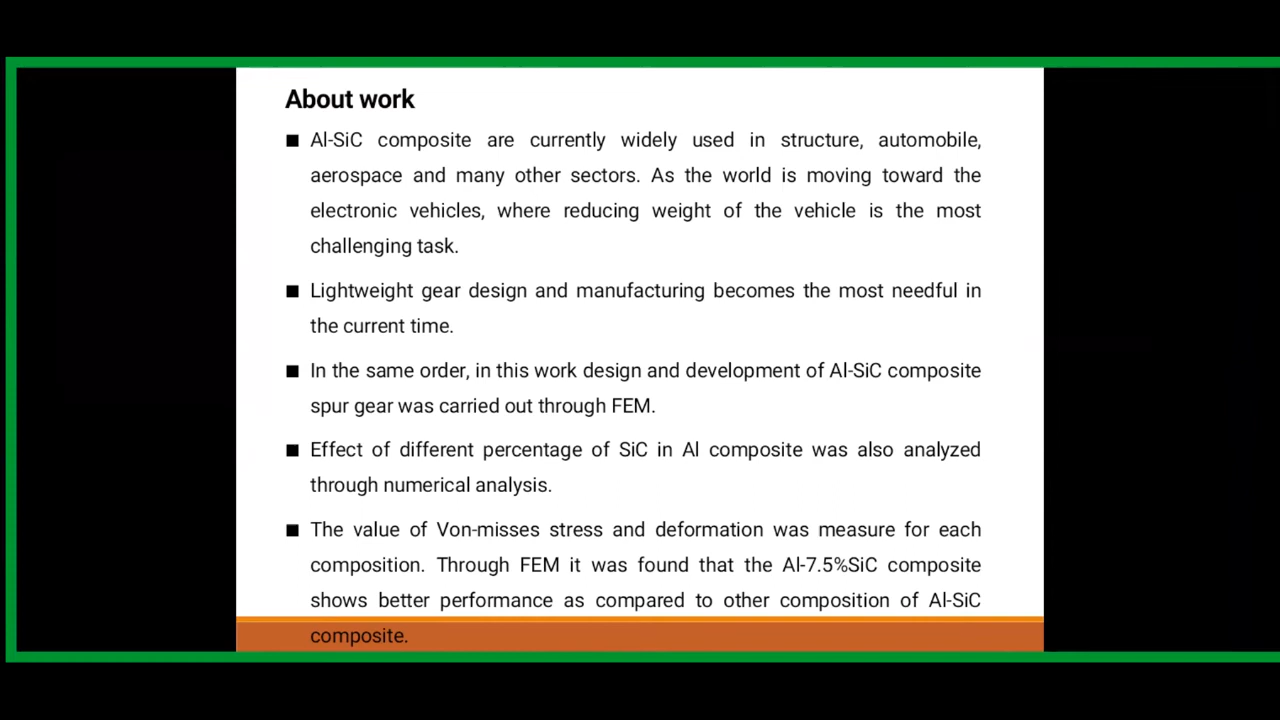 About work
■ Al-SiC composite are currently widely used in structure, automobile,
aerospace and many other sectors. As the world is moving toward the
electronic vehicles, where reducing weight of the vehicle is the most
challenging task.
■ Lightweight gear design and manufacturing becomes the most needful in
the current time.
■ In the same order, in this work design and development of Al-SiC composite
spur gear was carried out through FEM.
■ Effect of different percentage of SiC in Al composite was also analyzed
through numerical analysis.
■ The value of Von-misses stress and deformation was measure for each
composition. Through FEM it was found that the Al-7.5%SiC composite
shows better performance as compared to other composition of Al-SiC
composite.